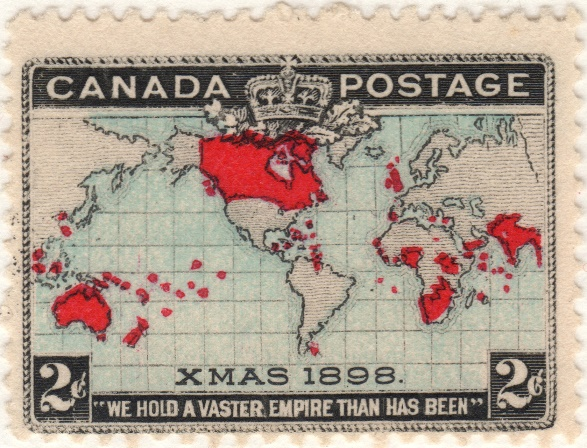 CANADA POSTAGE
XMAS 1898.
2¢ 2¢
"WE HOLD A VASTER EMPIRE THAN HAS BEEN"